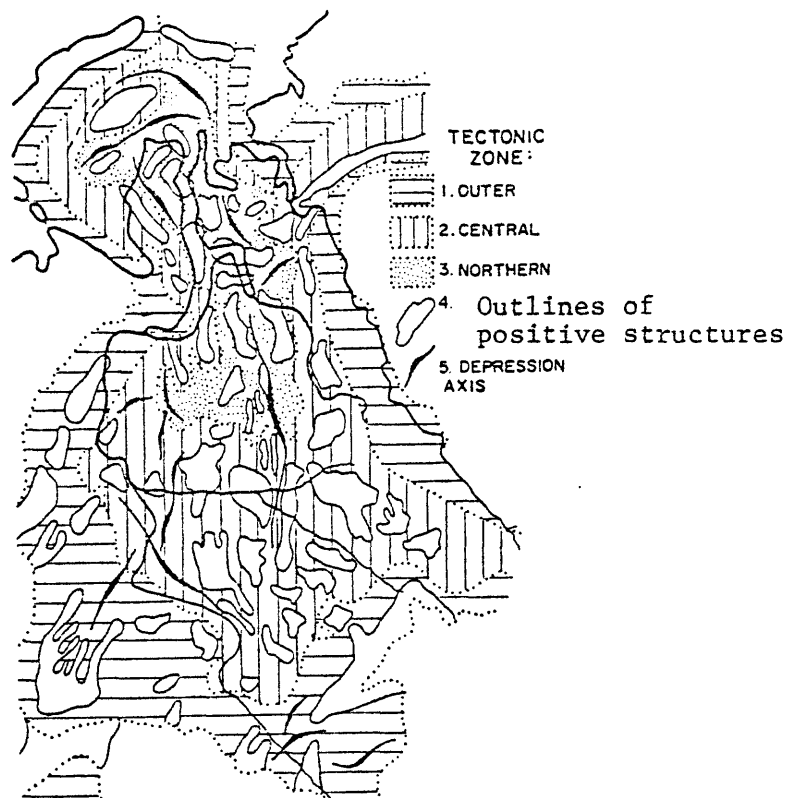 TECTONIC
ZONE:
1. OUTER
2. CENTRAL
3. NORTHERN
4. Outlines of
positive structures
5. DEPRESSION
AXIS